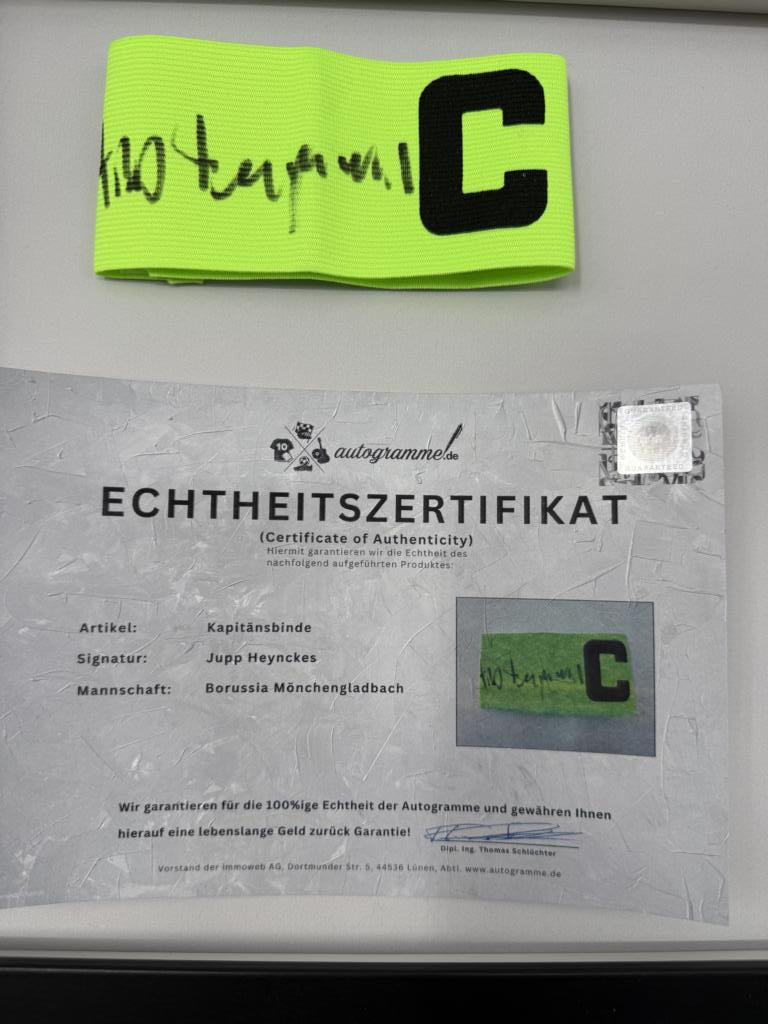 C
10
autogramme.de
ECHTHEITSZERTIFIKAT
(Certificate of Authenticity)
Hiermit garantieren wir die Echtheit des
nachfolgend aufgeführten Produktes:
Artikel: Kapitänsbinde
Signatur: Jupp Heynckes
Mannschaft: Borussia Mönchengladbach
C
Wir garantieren für die 100%ige Echtheit der Autogramme und gewähren Ihnen
hierauf eine lebenslange Geld zurück Garantie!
Dipl. Ing. Thomas Schlüchter
Vorstand der immoweb AG, Dortmunder Str. 5, 44536 Lünen, Abtl. www.autogramme.de